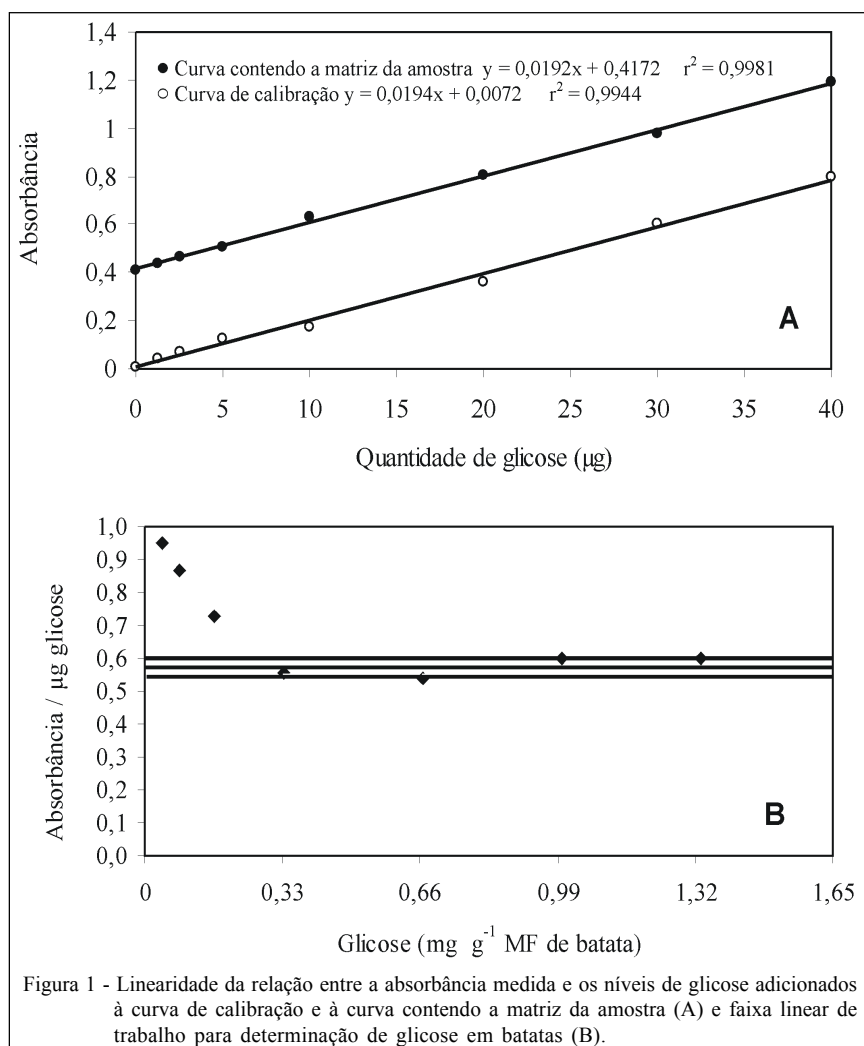 1,4
1,2
1
0,8
0,6
0,4
0,2
0
Absorbância
● Curva contendo a matriz da amostra y = 0,0192x + 0,4172 r² = 0,9981
○ Curva de calibração y = 0,0194x + 0,0072 r² = 0,9944
A
0 5 10 15 20 25 30 35 40
Quantidade de glicose (µg)
1,0
0,9
0,8
0,7
0,6
0,5
0,4
0,3
0,2
0,1
0,0
Absorbância / µg glicose
B
0 0,33 0,66 0,99 1,32 1,65
Glicose (mg g⁻¹ MF de batata)
Figura 1 - Linearidade da relação entre a absorbância medida e os níveis de glicose adicionados
à curva de calibração e à curva contendo a matriz da amostra (A) e faixa linear de
trabalho para determinação de glicose em batatas (B).